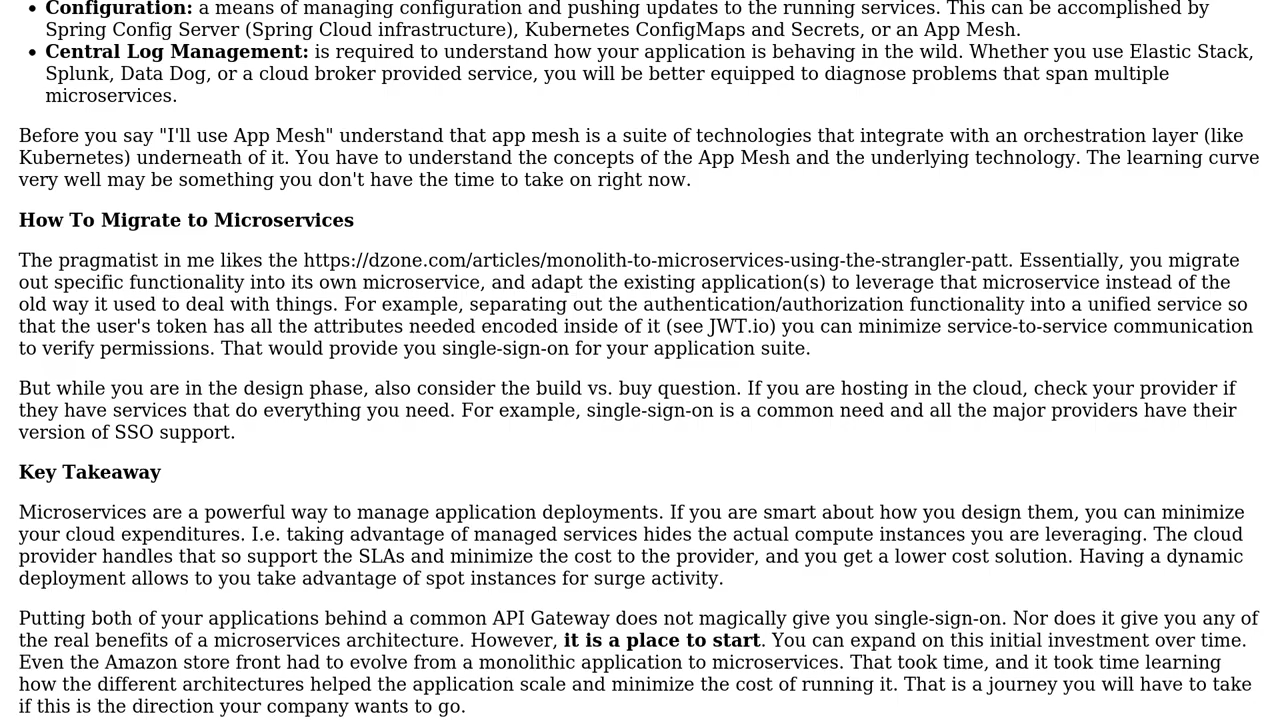 • Configuration: a means of managing configuration and pushing updates to the running services. This can be accomplished by
Spring Config Server (Spring Cloud infrastructure), Kubernetes ConfigMaps and Secrets, or an App Mesh.
• Central Log Management: is required to understand how your application is behaving in the wild. Whether you use Elastic Stack,
Splunk, Data Dog, or a cloud broker provided service, you will be better equipped to diagnose problems that span multiple
microservices.
Before you say "I'll use App Mesh" understand that app mesh is a suite of technologies that integrate with an orchestration layer (like
Kubernetes) underneath of it. You have to understand the concepts of the App Mesh and the underlying technology. The learning curve
very well may be something you don't have the time to take on right now.
How To Migrate to Microservices
The pragmatist in me likes the https://dzone.com/articles/monolith-to-microservices-using-the-strangler-patt. Essentially, you migrate
out specific functionality into its own microservice, and adapt the existing application(s) to leverage that microservice instead of the
old way it used to deal with things. For example, separating out the authentication/authorization functionality into a unified service so
that the user's token has all the attributes needed encoded inside of it (see JWT.io) you can minimize service-to-service communication
to verify permissions. That would provide you single-sign-on for your application suite.
But while you are in the design phase, also consider the build vs. buy question. If you are hosting in the cloud, check your provider if
they have services that do everything you need. For example, single-sign-on is a common need and all the major providers have their
version of SSO support.
Key Takeaway
Microservices are a powerful way to manage application deployments. If you are smart about how you design them, you can minimize
your cloud expenditures. I.e. taking advantage of managed services hides the actual compute instances you are leveraging. The cloud
provider handles that so support the SLAs and minimize the cost to the provider, and you get a lower cost solution. Having a dynamic
deployment allows to you take advantage of spot instances for surge activity.
Putting both of your applications behind a common API Gateway does not magically give you single-sign-on. Nor does it give you any of
the real benefits of a microservices architecture. However, it is a place to start. You can expand on this initial investment over time.
Even the Amazon store front had to evolve from a monolithic application to microservices. That took time, and it took time learning
how the different architectures helped the application scale and minimize the cost of running it. That is a journey you will have to take
if this is the direction your company wants to go.